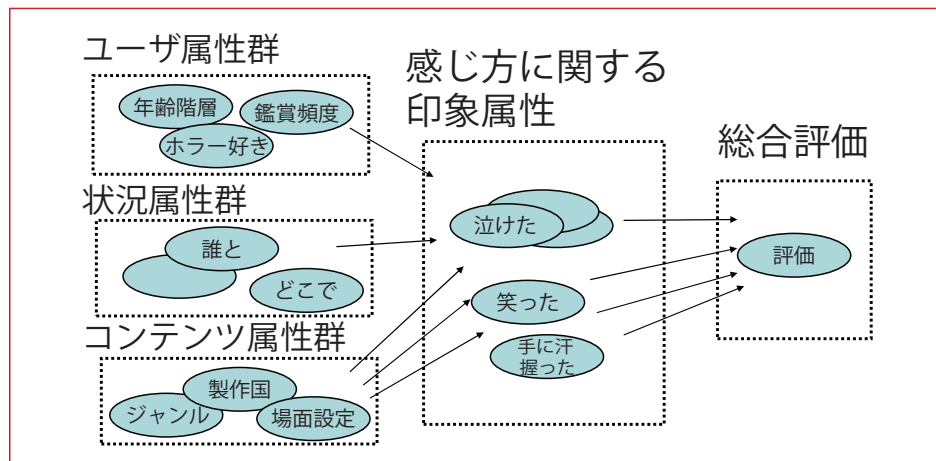 ユーザ属性群
年齢階層
鑑賞頻度
ホラー好き
状況属性群
誰と
どこで
コンテンツ属性群
製作国
ジャンル
場面設定
感じ方に関する
印象属性
泣けた
笑った
手に汗
握った
総合評価
評価